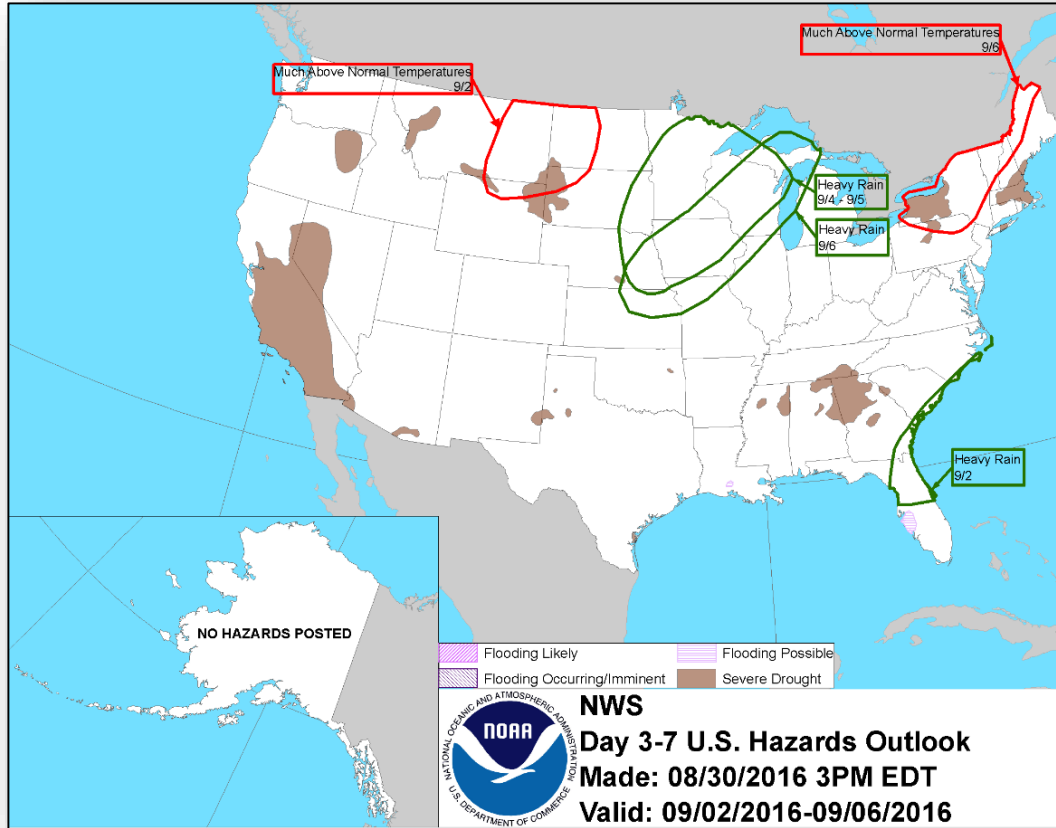 Much Above Normal Temperatures
9/6
Much Above Normal Temperatures
9/2
Heavy Rain
9/4 - 9/5
Heavy Rain
9/6
Heavy Rain
9/2
NO HAZARDS POSTED
Flooding Likely
Flooding Possible
Flooding Occurring/Imminent
Severe Drought
NATIONAL OCEANIC AND ATMOSPHERIC ADMINISTRATION
NOAA
U.S. DEPARTMENT OF COMMERCE
NWS
Day 3-7 U.S. Hazards Outlook
Made: 08/30/2016 3PM EDT
Valid: 09/02/2016-09/06/2016